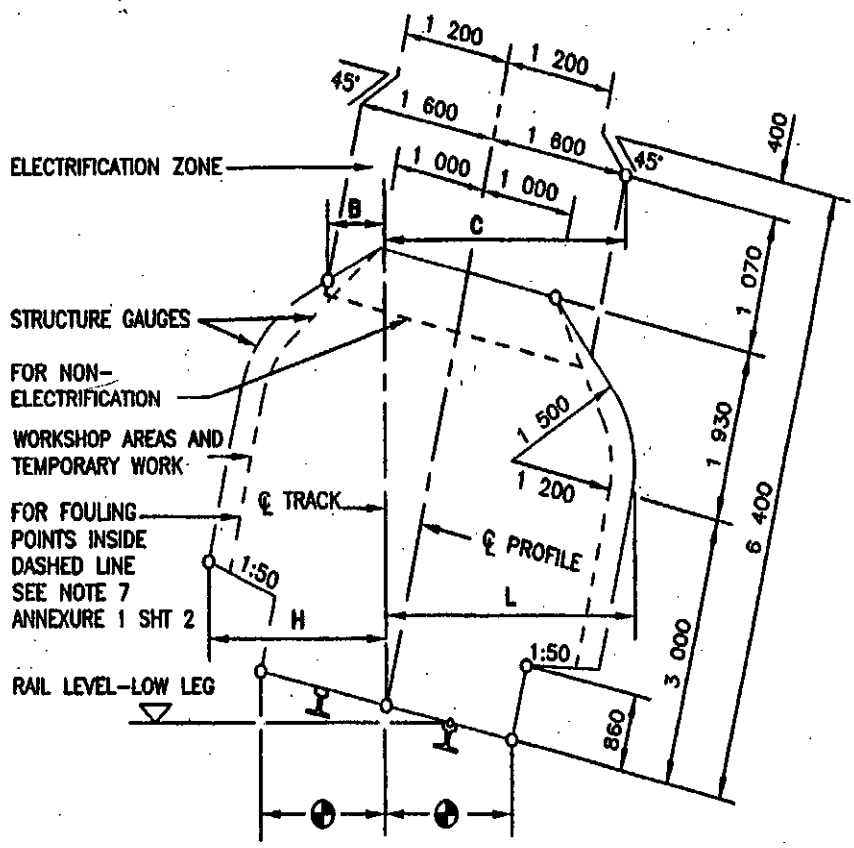 1 200
1 200
45°
1 600
1 600
45°
400
ELECTRIFICATION ZONE
1 000
1 000
B
C
1 070
STRUCTURE GAUGES
FOR NON-
ELECTRIFICATION
1 500
1 930
WORKSHOP AREAS AND
TEMPORARY WORK
1 200
6 400
℄ TRACK
FOR FOULING
POINTS INSIDE
DASHED LINE
SEE NOTE 7
ANNEXURE 1 SHT 2
℄ PROFILE
1:50
H
L
1:50
3 000
RAIL LEVEL-LOW LEG
860